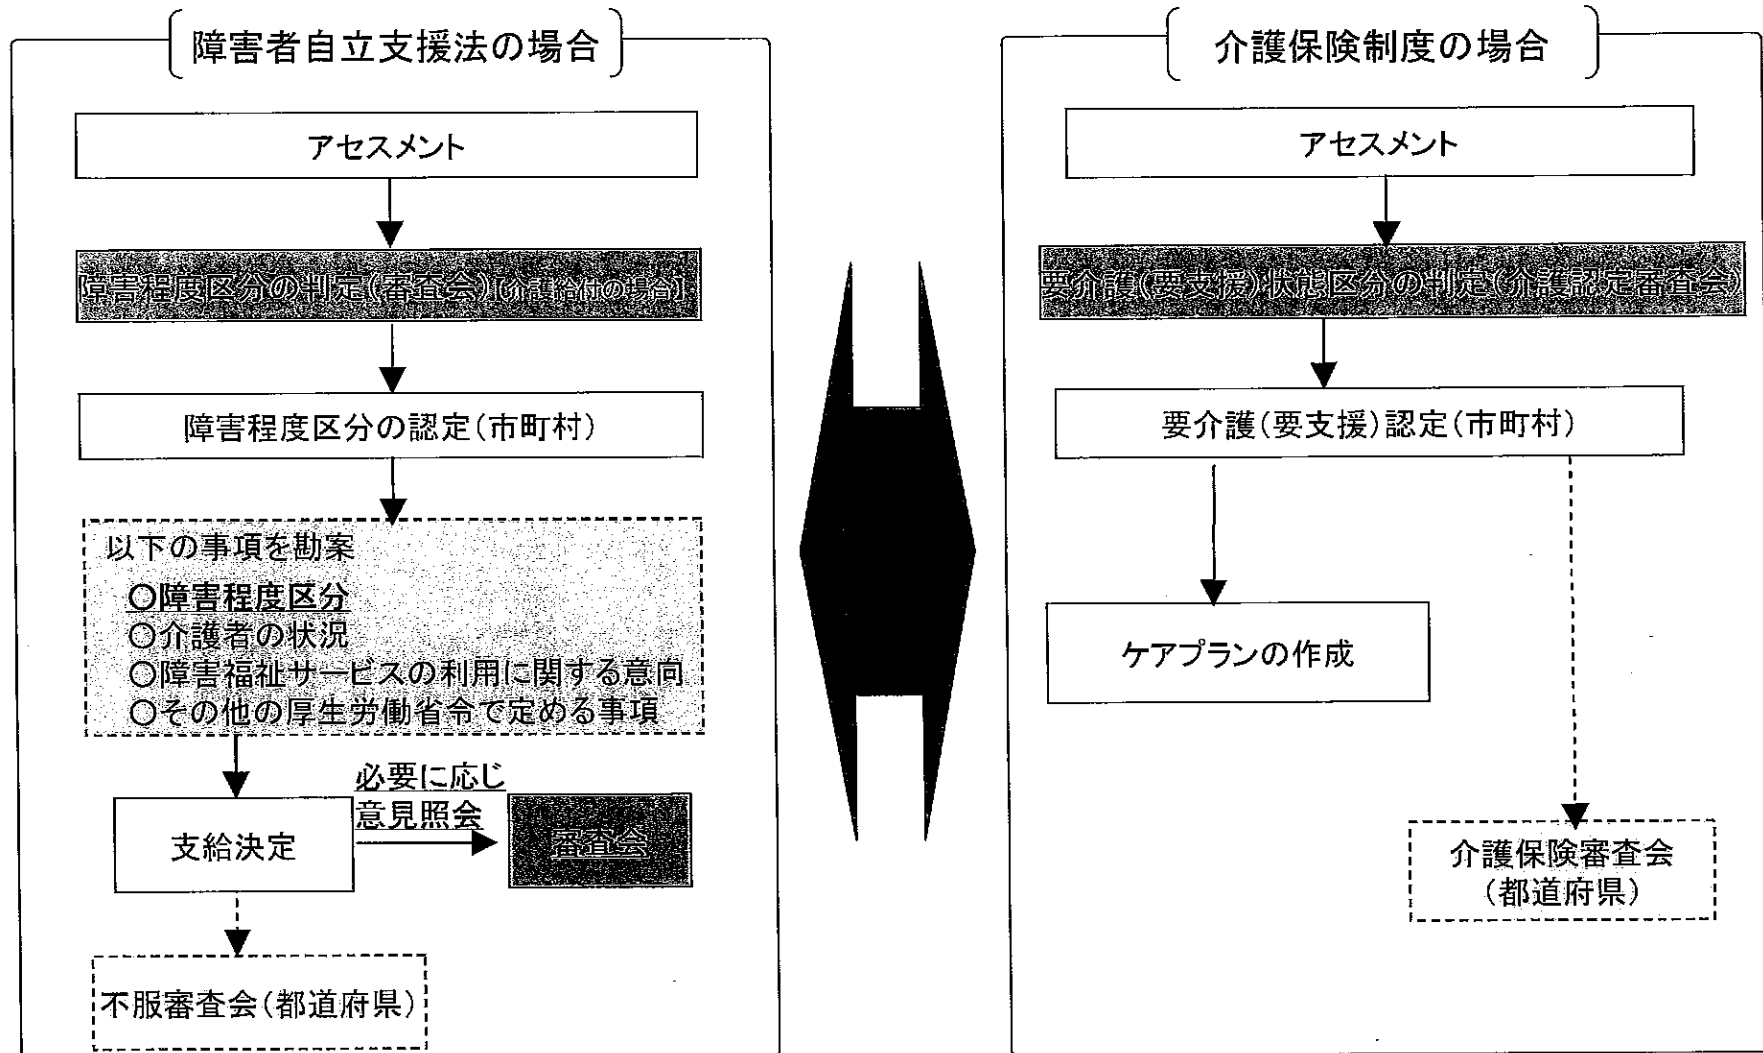 障害者自立支援法の場合
アセスメント
障害程度区分の判定(審査会)【介護給付の場合】
障害程度区分の認定(市町村)
以下の事項を勘案
○障害程度区分
○介護者の状況
○障害福祉サービスの利用に関する意向
○その他の厚生労働省令で定める事項
支給決定
必要に応じ
意見照会
審査会
不服審査会(都道府県)
介護保険制度の場合
アセスメント
要介護(要支援)状態区分の判定(介護認定審査会)
要介護(要支援)認定(市町村)
ケアプランの作成
介護保険審査会
(都道府県)